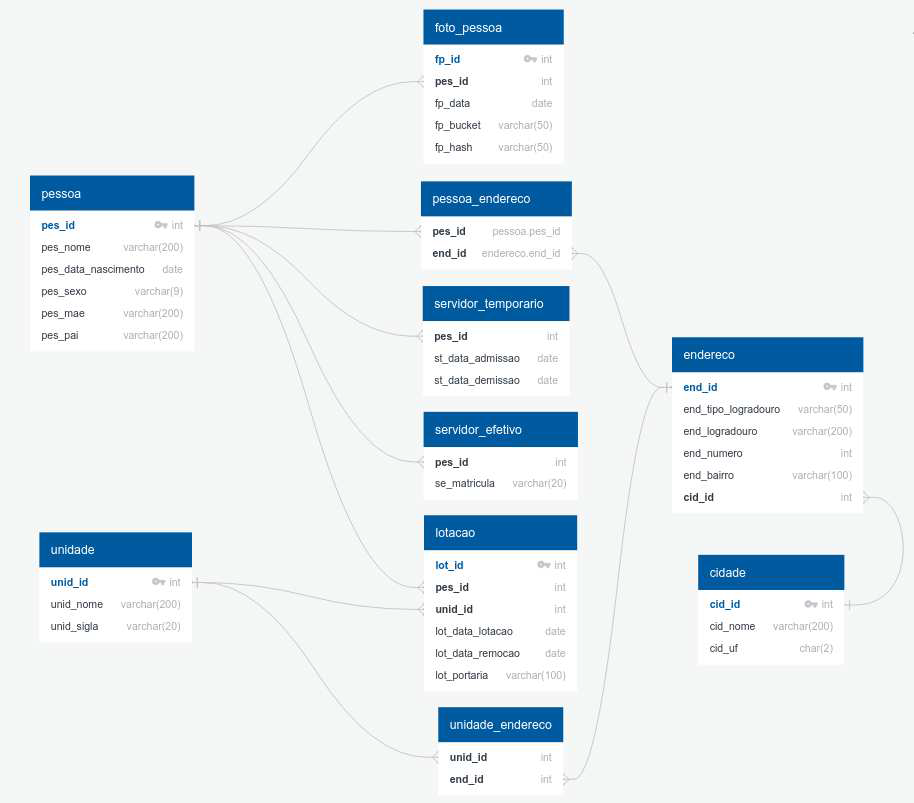 foto_pessoa
fp_id int
pes_id int
fp_data date
fp_bucket varchar(50)
fp_hash varchar(50)
pessoa
pes_id int
pes_nome varchar(200)
pes_data_nascimento date
pes_sexo varchar(9)
pes_mae varchar(200)
pes_pai varchar(200)
pessoa_endereco
pes_id pessoa.pes_id
end_id endereco.end_id
servidor_temporario
pes_id int
st_data_admissao date
st_data_demissao date
endereco
end_id int
end_tipo_logradouro varchar(50)
end_logradouro varchar(200)
end_numero int
end_bairro varchar(100)
cid_id int
servidor_efetivo
pes_id int
se_matricula varchar(20)
lotacao
lot_id int
pes_id int
unid_id int
lot_data_lotacao date
lot_data_remocao date
lot_portaria varchar(100)
unidade
unid_id int
unid_nome varchar(200)
unid_sigla varchar(20)
cidade
cid_id int
cid_nome varchar(200)
cid_uf char(2)
unidade_endereco
unid_id int
end_id int